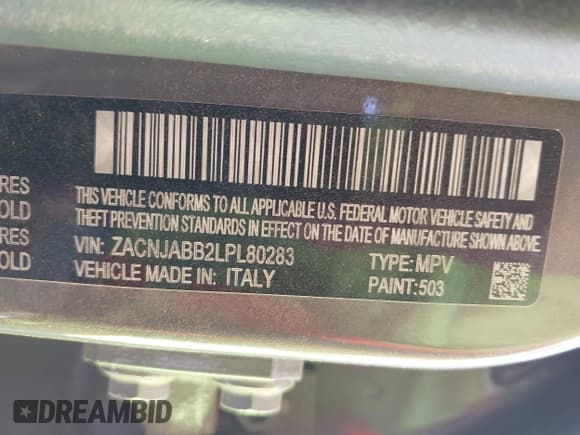 RES
OLD
RES
OLD
THIS VEHICLE CONFORMS TO ALL APPLICABLE U.S. FEDERAL MOTOR VEHICLE SAFETY AND
THEFT PREVENTION STANDARDS IN EFFECT ON THE DATE OF MANUFACTURE SHOWN ABOVE.
VIN: ZACNJABB2LPL80283 TYPE: MPV
VEHICLE MADE IN: ITALY PAINT: 503
DREAMBID